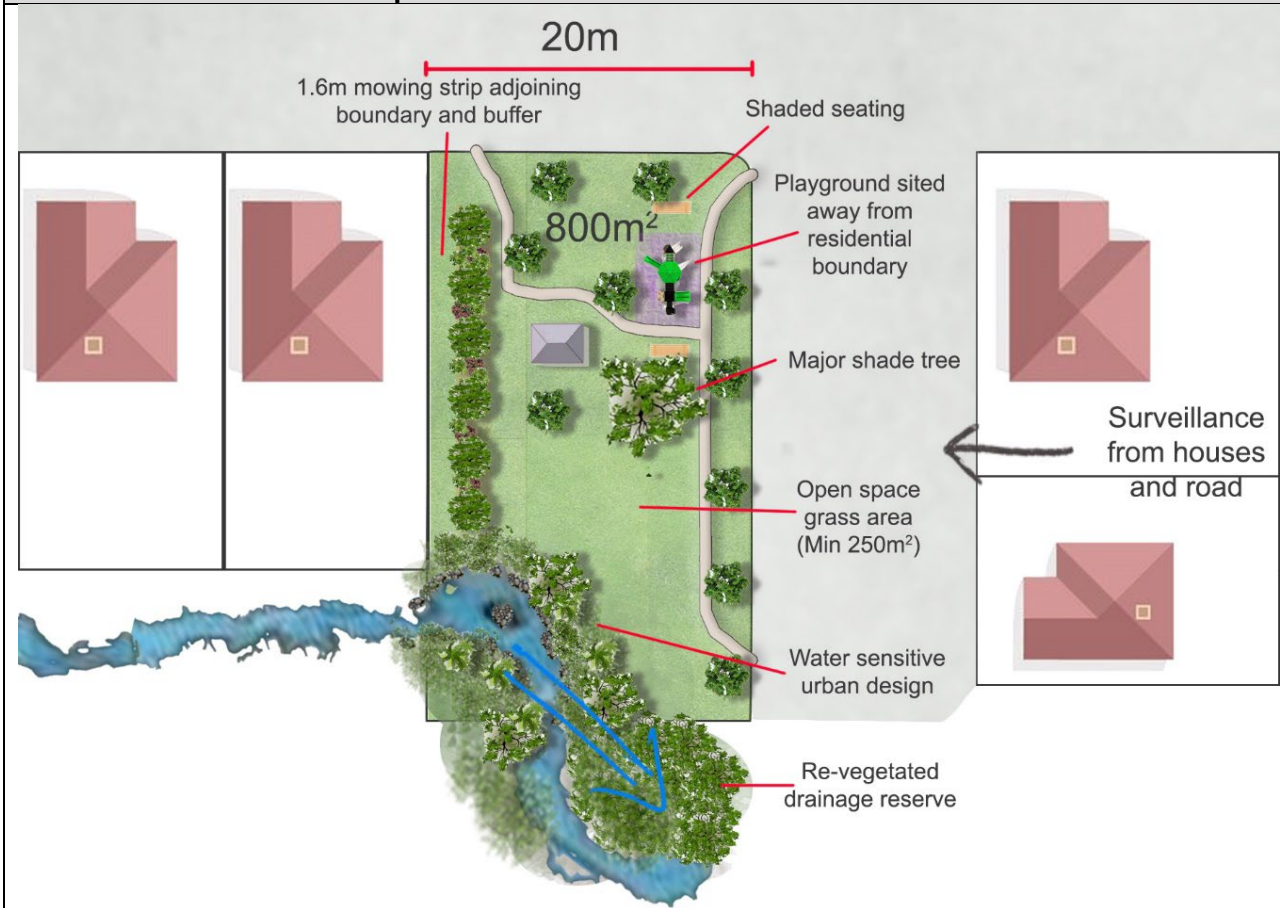 20m
1.6m mowing strip adjoining
boundary and buffer
Shaded seating
Playground sited
away from
residential
boundary
800m²
Major shade tree
Surveillance
from houses
and road
Open space
grass area
(Min 250m²)
Water sensitive
urban design
Re-vegetated
drainage reserve